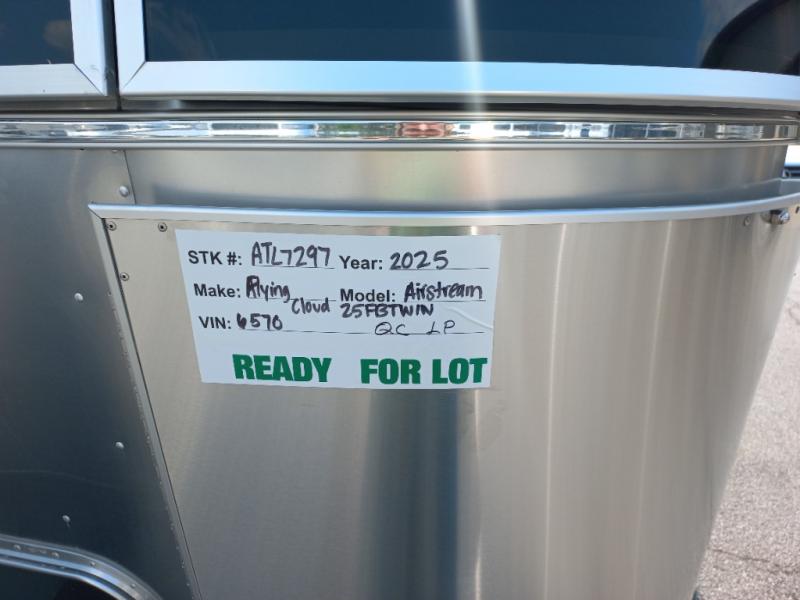 STK #: ATL7297 Year: 2025
Make: Flying Cloud Model: Airstream
25FBTWIN
VIN: 6570 QC LP
READY FOR LOT